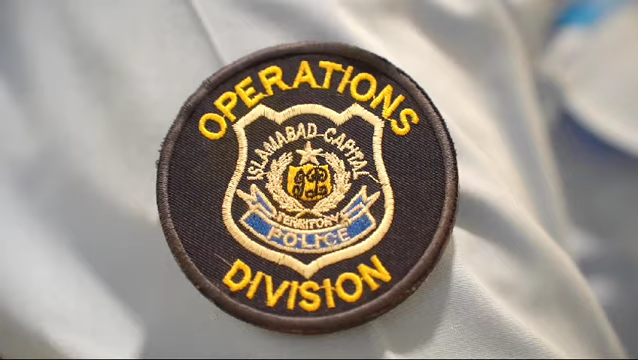 OPERATIONS
ISLAMABAD CAPITAL
TERRITORY
POLICE
DIVISION